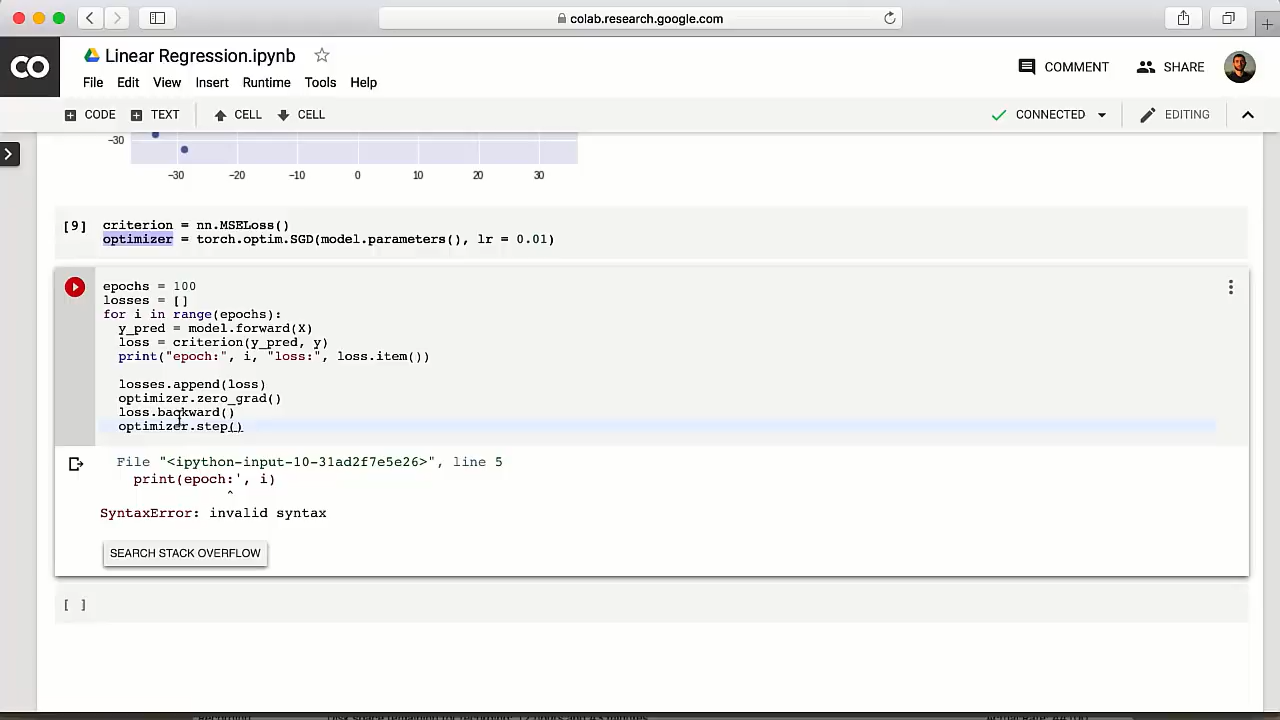 colab.research.google.com
CO
Linear Regression.ipynb
COMMENT
SHARE
File Edit View Insert Runtime Tools Help
CODE TEXT CELL CELL
CONNECTED
EDITING
−30
−30 −20 −10 0 10 20 30
[9] criterion = nn.MSELoss()
optimizer = torch.optim.SGD(model.parameters(), lr = 0.01)
epochs = 100
losses = []
for i in range(epochs):
y_pred = model.forward(X)
loss = criterion(y_pred, y)
print("epoch:", i, "loss:", loss.item())
losses.append(loss)
optimizer.zero_grad()
loss.backward()
optimizer.step()
File "<ipython-input-10-31ad2f7e5e26>", line 5
print(epoch:', i)
^
SyntaxError: invalid syntax
SEARCH STACK OVERFLOW
[ ]